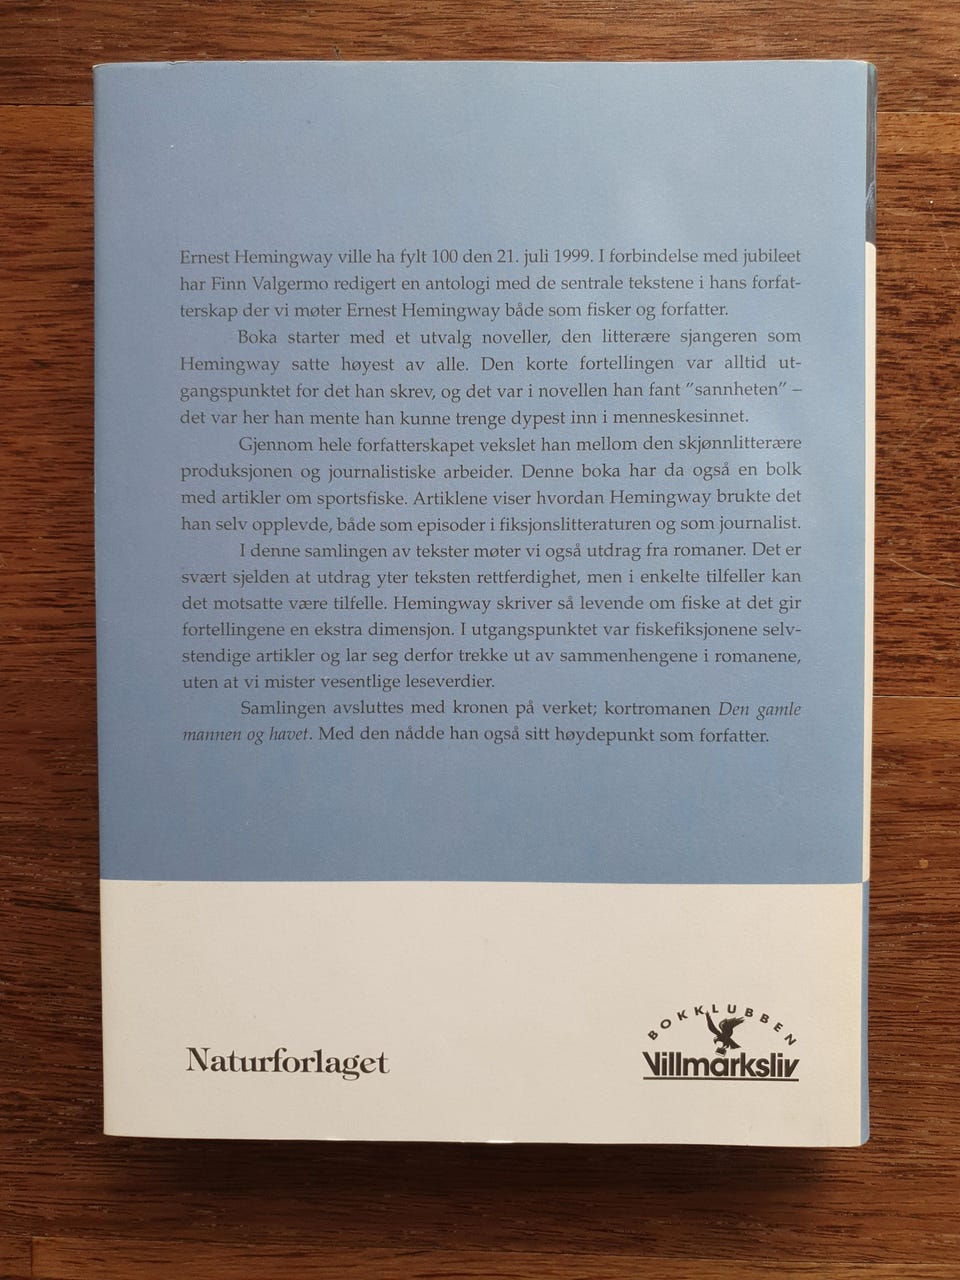 Ernest Hemingway ville ha fylt 100 den 21. juli 1999. I forbindelse med jubileet
har Finn Valgermo redigert en antologi med de sentrale tekstene i hans forfat-
terskap der vi møter Ernest Hemingway både som fisker og forfatter.
Boka starter med et utvalg noveller, den litterære sjangeren som
Hemingway satte høyest av alle. Den korte fortellingen var alltid ut-
gangspunktet for det han skrev, og det var i novellen han fant "sannheten" –
det var her han mente han kunne trenge dypest inn i menneskesinnet.
Gjennom hele forfatterskapet vekslet han mellom den skjønnlitterære
produksjonen og journalistiske arbeider. Denne boka har da også en bolk
med artikler om sportsfiske. Artiklene viser hvordan Hemingway brukte det
han selv opplevde, både som episoder i fiksjonslitteraturen og som journalist.
I denne samlingen av tekster møter vi også utdrag fra romaner. Det er
svært sjelden at utdrag yter teksten rettferdighet, men i enkelte tilfeller kan
det motsatte være tilfelle. Hemingway skriver så levende om fiske at det gir
fortellingene en ekstra dimensjon. I utgangspunktet var fiskefiksjonene selv-
stendige artikler og lar seg derfor trekke ut av sammenhengene i romanene,
uten at vi mister vesentlige leseverdier.
Samlingen avsluttes med kronen på verket; kortromanen Den gamle
mannen og havet. Med den nådde han også sitt høydepunkt som forfatter.
Naturforlaget
BOKKLUBBEN
Villmarksliv